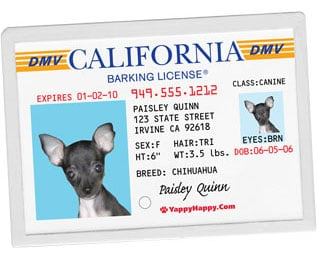 DMV CALIFORNIA DMV
BARKING LICENSE®
EXPIRES 01-02-10 949.555.1212 CLASS:CANINE
PAISLEY QUINN
123 STATE STREET
IRVINE CA 92618
SEX:F HAIR:TRI
HT:6" WT:3.5 lbs.
EYES:BRN
DOB:06-05-06
BREED: CHIHUAHUA
Paisley Quinn
YappyHappy.Com